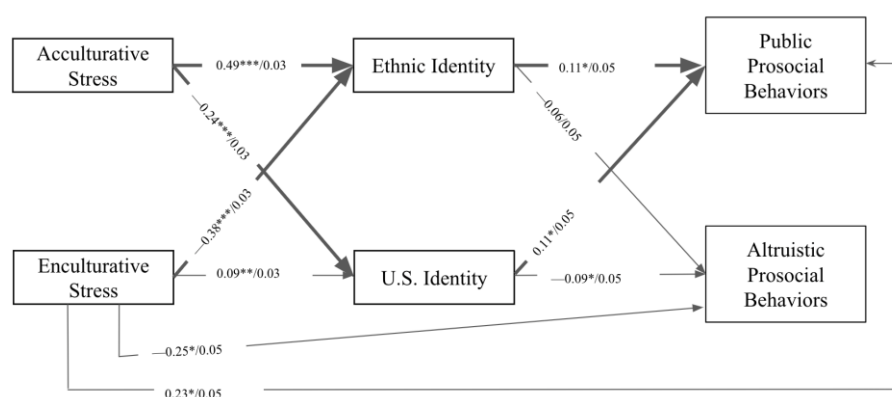 Acculturative
Stress
0.49***/0.03
Ethnic Identity
0.11*/0.05
Public
Prosocial
Behaviors
—0.24***/0.03
—0.06/0.05
—0.38***/0.03
0.11*/0.05
Enculturative
Stress
0.09**/0.03
U.S. Identity
—0.09*/0.05
Altruistic
Prosocial
Behaviors
—0.25*/0.05
0.23*/0.05